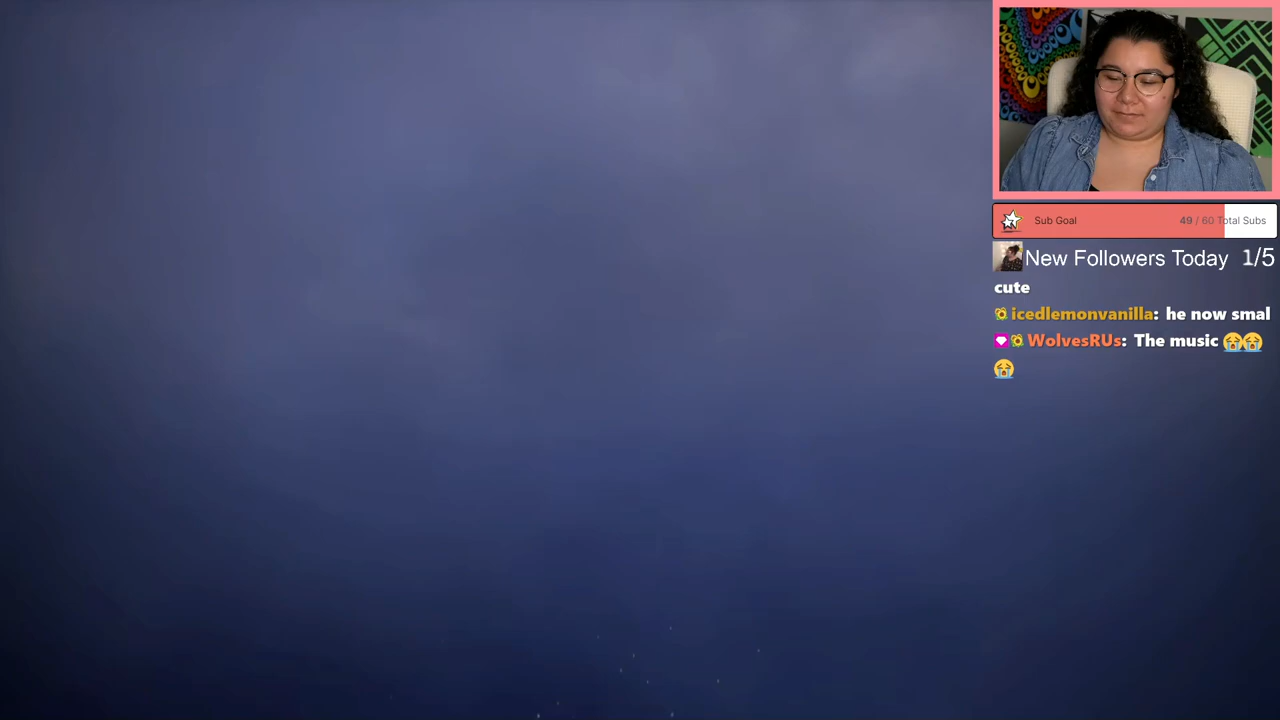 Sub Goal 49 / 60 Total Subs
New Followers Today 1/5
cute
icedlemonvanilla: he now smal
WolvesRUs: The music 😭😭
😭